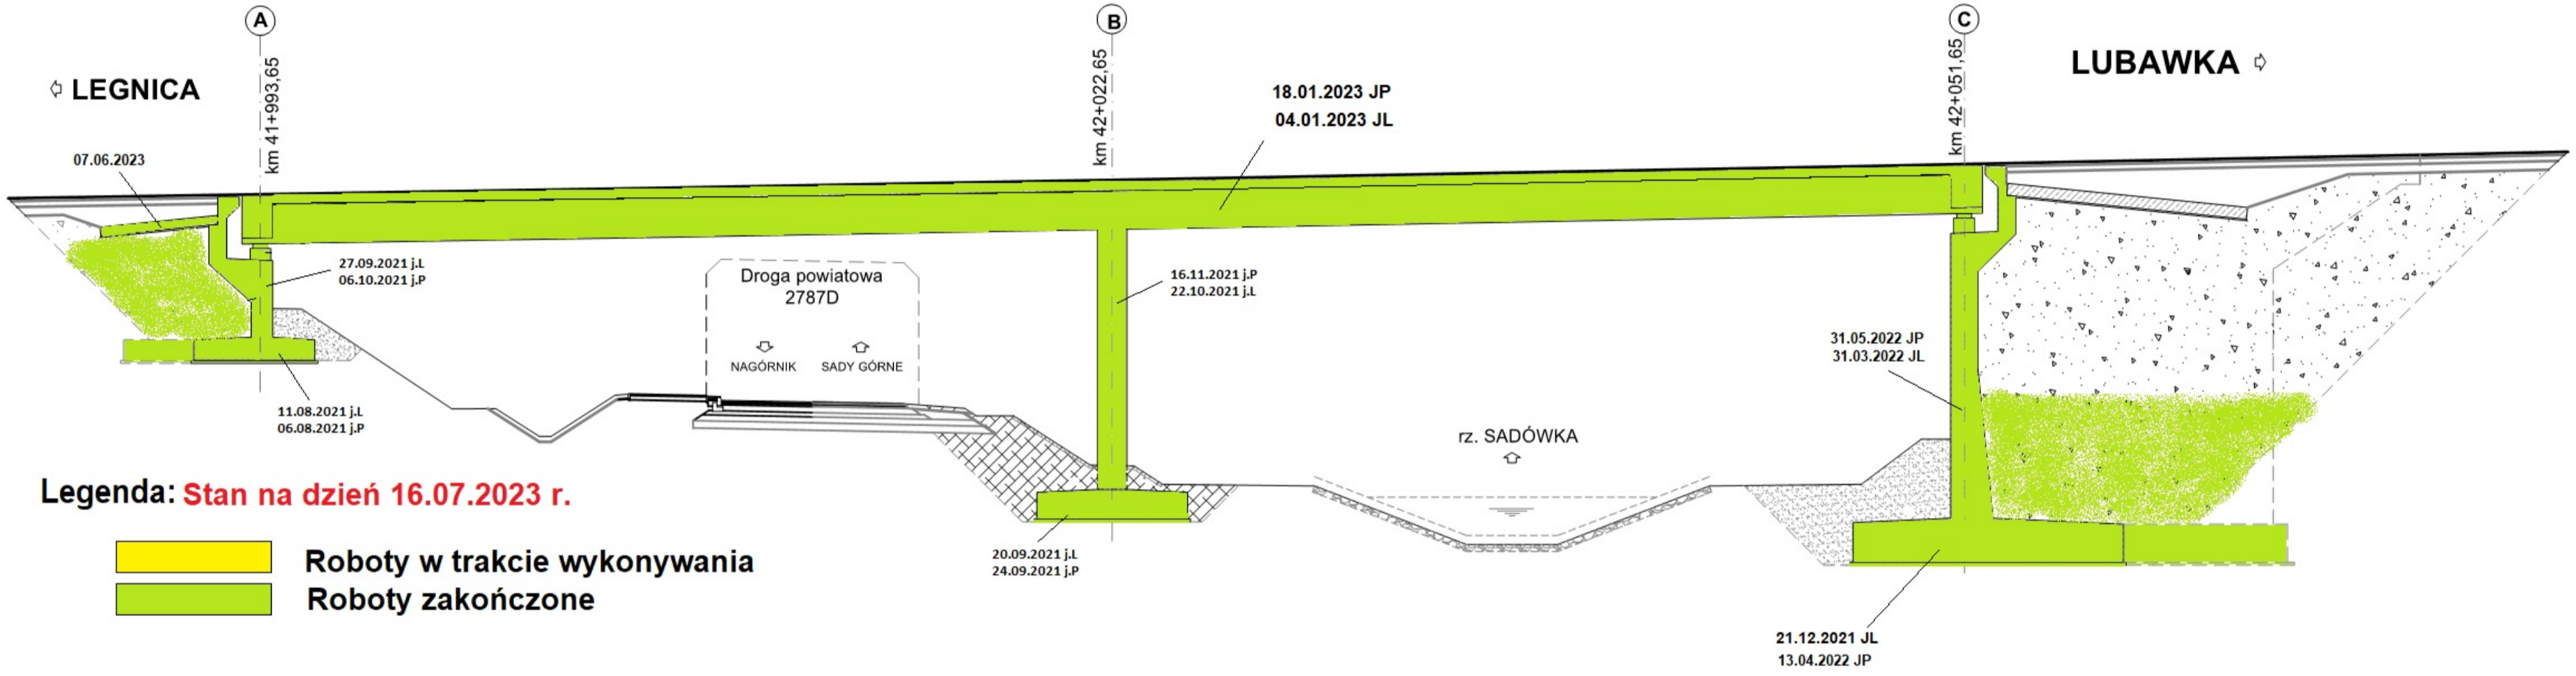 A
B
C
km 41+993,65
km 42+022,65
km 42+051,65
LEGNICA
LUBAWKA
18.01.2023 JP
04.01.2023 JL
07.06.2023
27.09.2021 j.L
06.10.2021 j.P
Droga powiatowa
2787D
NAGÓRNIK SADY GÓRNE
16.11.2021 j.P
22.10.2021 j.L
31.05.2022 JP
31.03.2022 JL
11.08.2021 j.L
06.08.2021 j.P
rz. SADÓWKA
Legenda: Stan na dzień 16.07.2023 r.
Roboty w trakcie wykonywania
Roboty zakończone
20.09.2021 j.L
24.09.2021 j.P
21.12.2021 JL
13.04.2022 JP